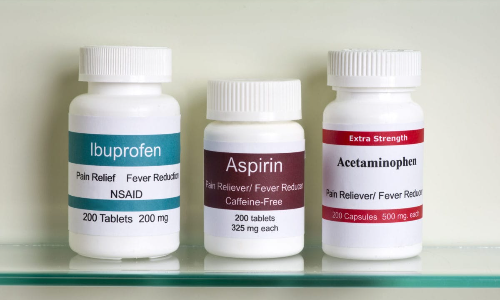 Ibuprofen
Pain Relief Fever Reduction
NSAID
200 Tablets 200 mg
Aspirin
Pain Reliever/ Fever Reducer
Caffeine-Free
200 tablets
325 mg each
Extra Strength
Acetaminophen
Pain Reliever/ Fever Reducer
200 Capsules 500 mg. each